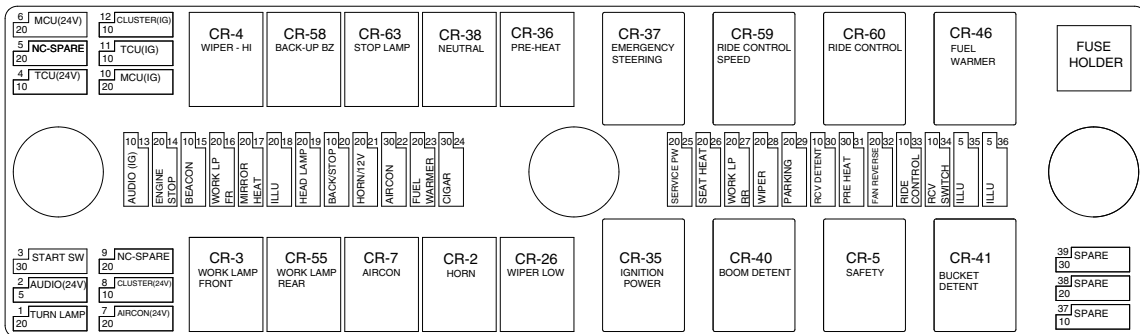 6 MCU(24V) 20
12 CLUSTER(IG) 10
5 NC-SPARE 20
11 TCU(IG) 10
4 TCU(24V) 10
10 MCU(IG) 20
CR-4
WIPER - HI
CR-58
BACK-UP BZ
CR-63
STOP LAMP
CR-38
NEUTRAL
CR-36
PRE-HEAT
CR-37
EMERGENCY
STEERING
CR-59
RIDE CONTROL
SPEED
CR-60
RIDE CONTROL
CR-46
FUEL
WARMER
FUSE
HOLDER
10 13 AUDIO (IG)
20 14 ENGINE
STOP
10 15 BEACON
20 16 WORK LP
FR
20 17 MIRROR
HEAT
20 18 ILLU
20 19 HEAD LAMP
10 20 BACK/STOP
20 21 HORN/12V
30 22 AIRCON
20 23 FUEL
WARMER
30 24 CIGAR
20 25 SERVICE PW
20 26 SEAT HEAT
20 27 WORK LP
RR
20 28 WIPER
20 29 PARKING
10 30 RCV DETENT
30 31 PRE HEAT
20 32 FAN REVERSE
10 33 RIDE
CONTROL
10 34 RCV
SWITCH
5 35 ILLU
5 36 ILLU
3 START SW 30
9 NC-SPARE 20
2 AUDIO(24V) 5
8 CLUSTER(24V) 10
1 TURN LAMP 20
7 AIRCON(24V) 20
CR-3
WORK LAMP
FRONT
CR-55
WORK LAMP
REAR
CR-7
AIRCON
CR-2
HORN
CR-26
WIPER LOW
CR-35
IGNITION
POWER
CR-40
BOOM DETENT
CR-5
SAFETY
CR-41
BUCKET
DETENT
39 SPARE 30
38 SPARE 20
37 SPARE 10